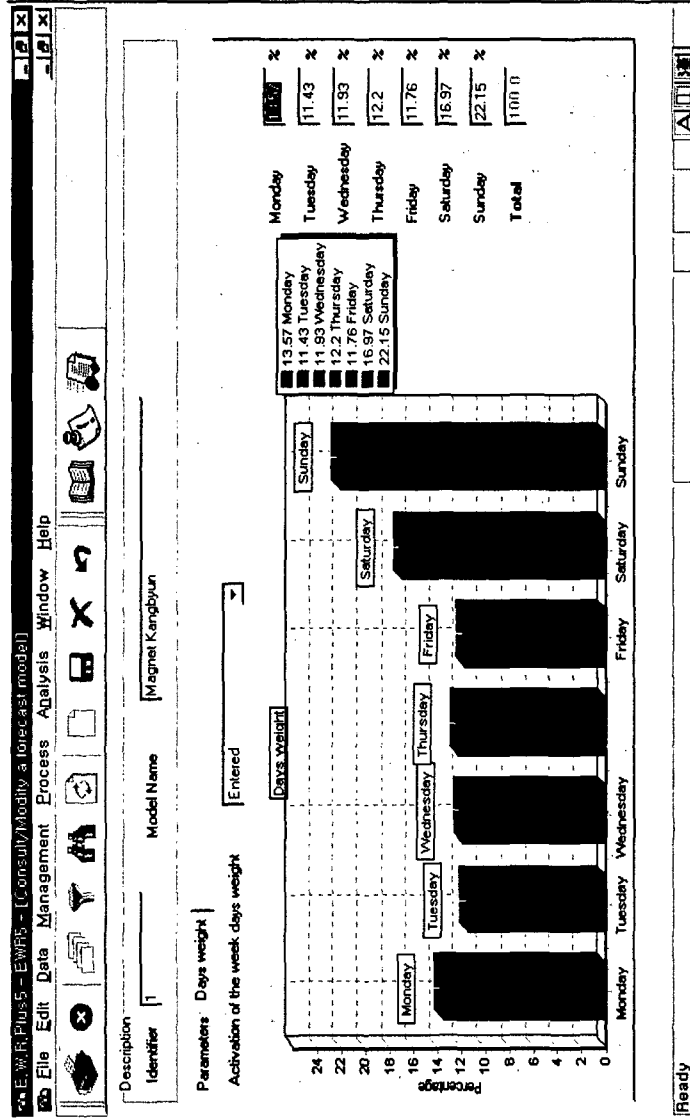 E.W.R.Plus5 - EWR5 - [Consult/Modify a forecast model]
File Edit Data Management Process Analysis Window Help
Description
Identifier 1 Model Name Magnet Kangbyun
Parameters Days weight
Activation of the week days weight Entered
Days Weight
Percentage
24
22
20
18
16
14
12
10
8
6
4
2
0
Monday
Tuesday
Wednesday
Thursday
Friday
Saturday
Sunday
Monday
Tuesday
Wednesday
Thursday
Friday
Saturday
Sunday
13.57 Monday
11.43 Tuesday
11.93 Wednesday
12.2 Thursday
11.76 Friday
16.97 Saturday
22.15 Sunday
Monday %
Tuesday 11.43 %
Wednesday 11.93 %
Thursday 12.2 %
Friday 11.76 %
Saturday 16.97 %
Sunday 22.15 %
Total 100.0
Ready